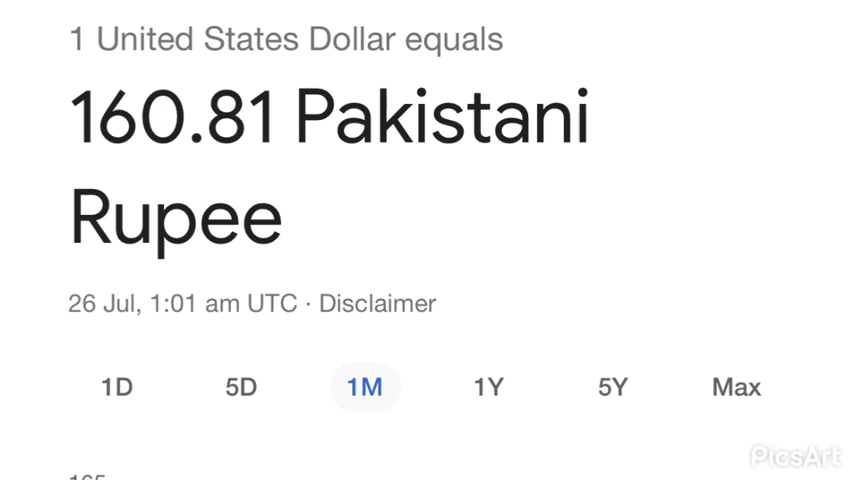 1 United States Dollar equals
160.81 Pakistani
Rupee
26 Jul, 1:01 am UTC · Disclaimer
1D 5D 1M 1Y 5Y Max
165
PicsArt